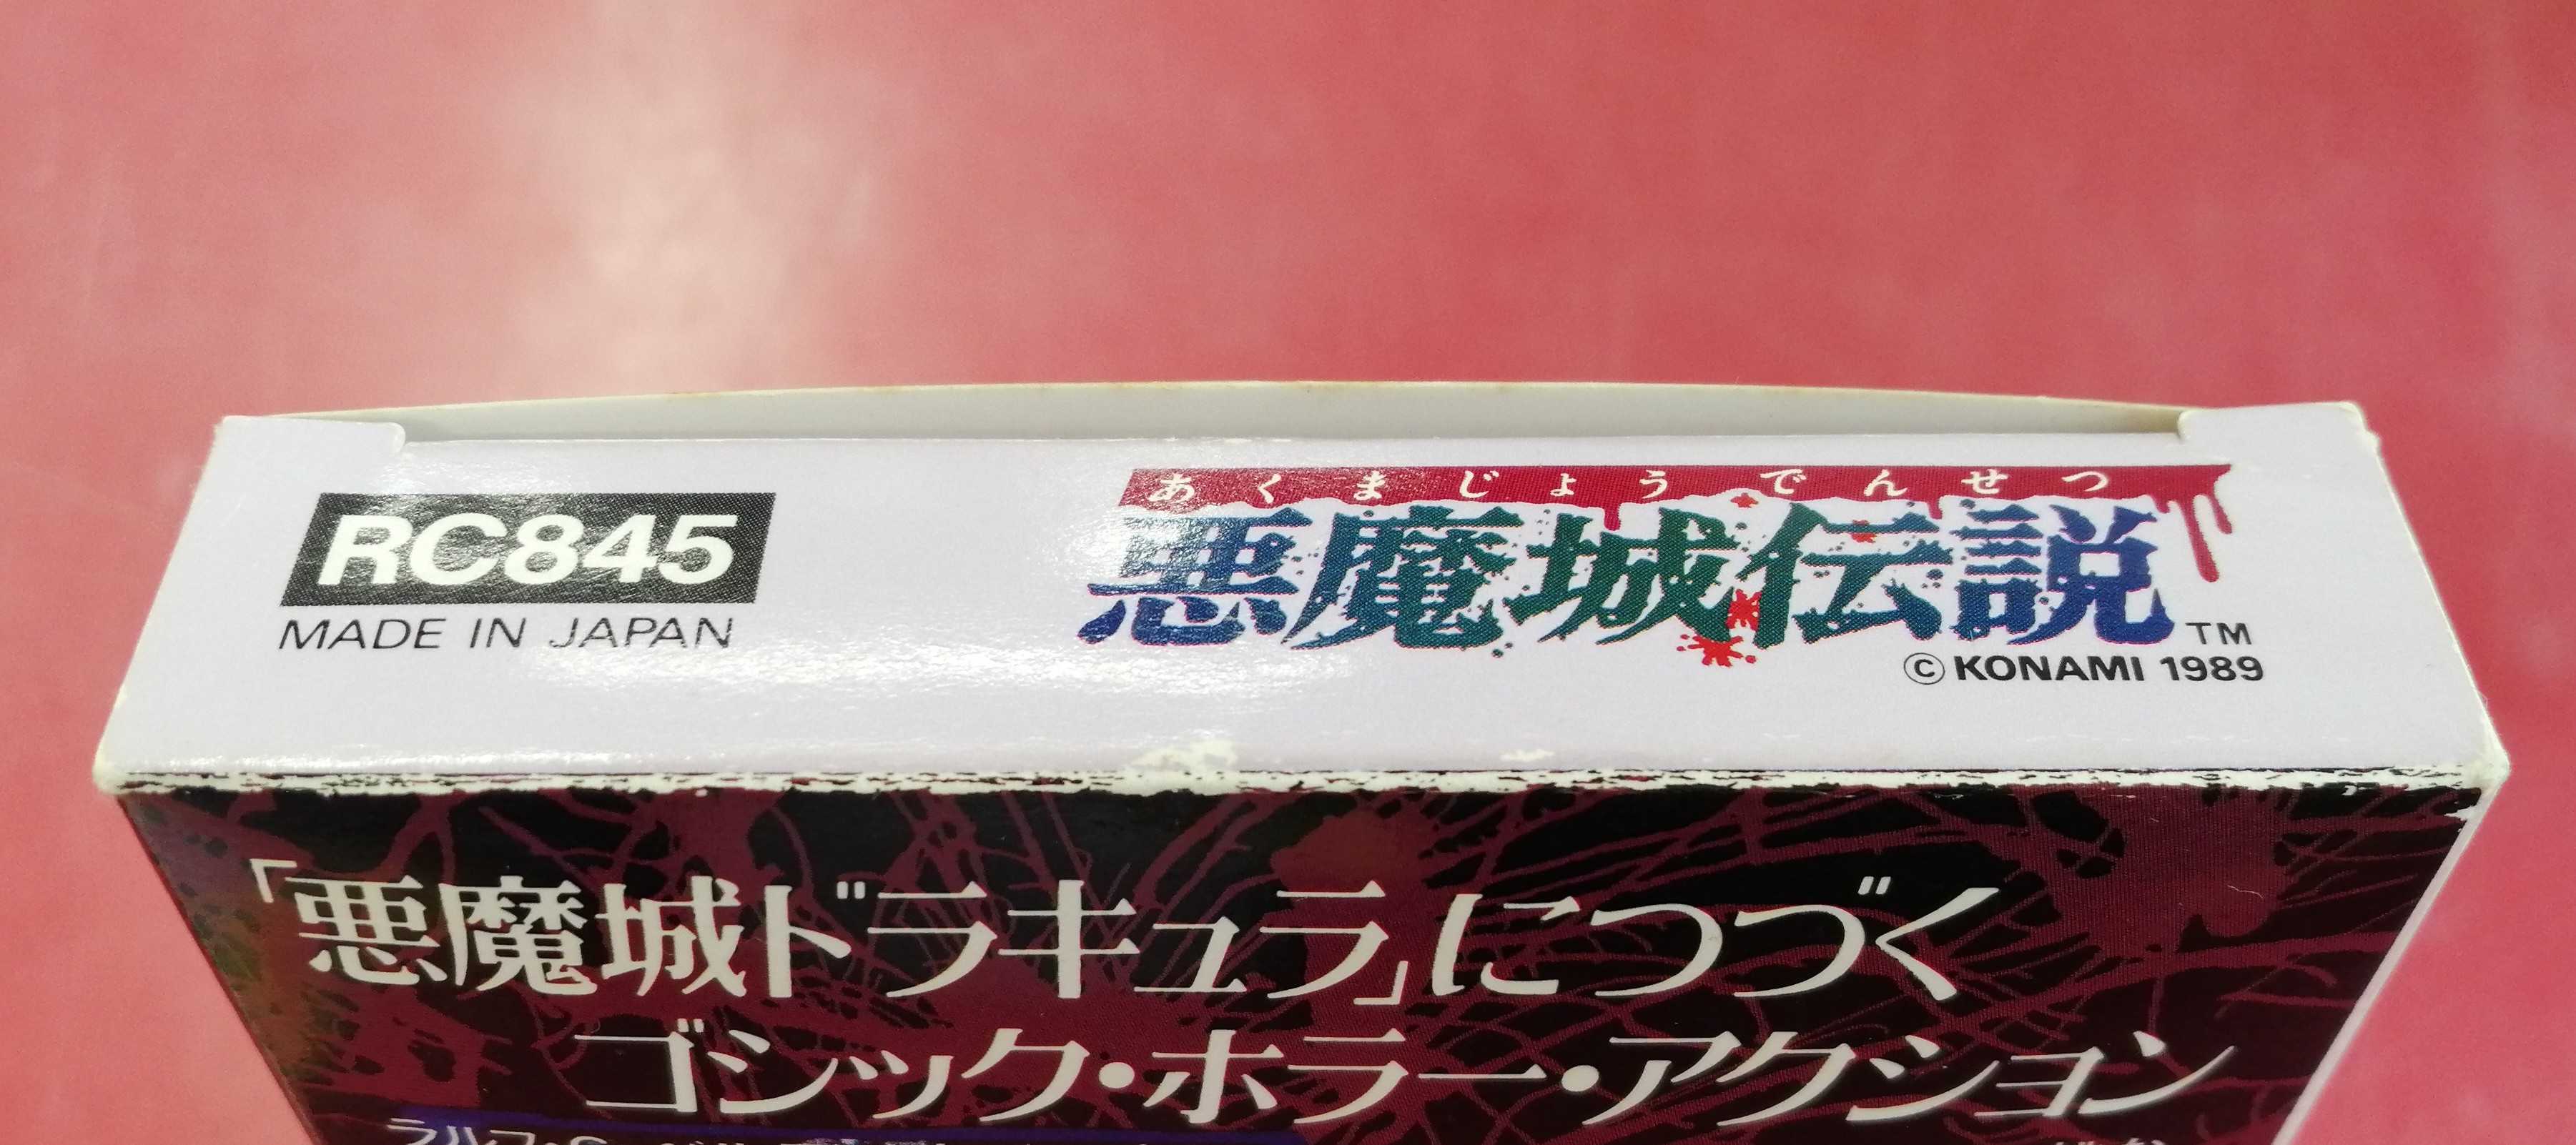 RC845
MADE IN JAPAN
あくまじょうでんせつ
悪魔城伝説 TM
© KONAMI 1989
「悪魔城ドラキュラ」につづく
ゴシック・ホラー・アクション